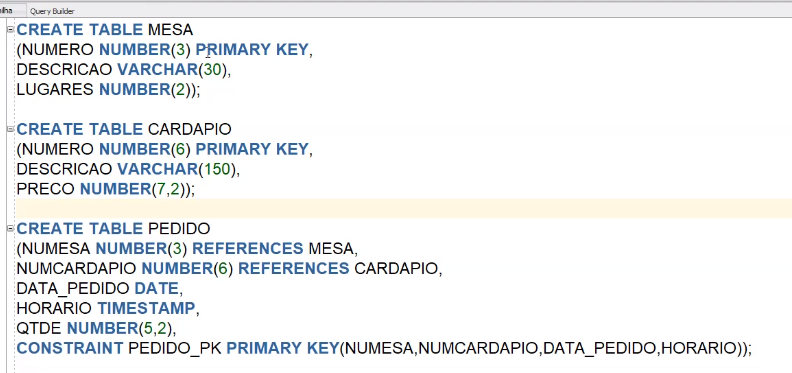 Query Builder
CREATE TABLE MESA
(NUMERO NUMBER(3) PRIMARY KEY,
DESCRICAO VARCHAR(30),
LUGARES NUMBER(2));
CREATE TABLE CARDAPIO
(NUMERO NUMBER(6) PRIMARY KEY,
DESCRICAO VARCHAR(150),
PRECO NUMBER(7,2));
CREATE TABLE PEDIDO
(NUMESA NUMBER(3) REFERENCES MESA,
NUMCARDAPIO NUMBER(6) REFERENCES CARDAPIO,
DATA_PEDIDO DATE,
HORARIO TIMESTAMP,
QTDE NUMBER(5,2),
CONSTRAINT PEDIDO_PK PRIMARY KEY(NUMESA,NUMCARDAPIO,DATA_PEDIDO,HORARIO));